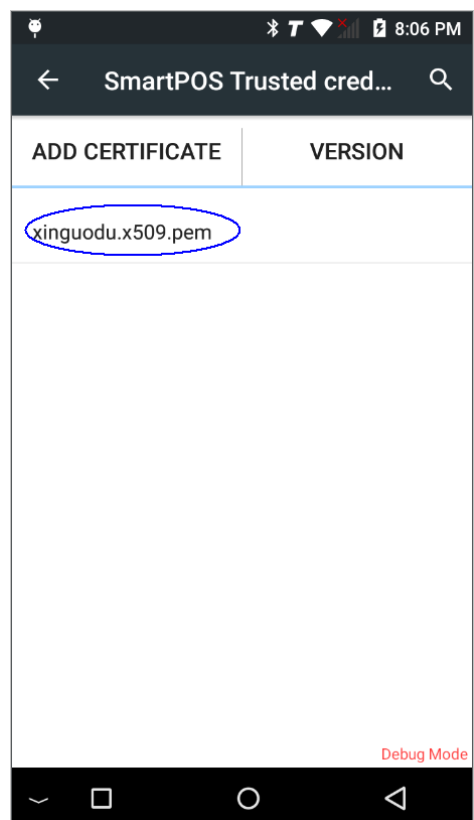 8:06 PM
SmartPOS Trusted cred...
ADD CERTIFICATE
VERSION
xinguodu.x509.pem
Debug Mode